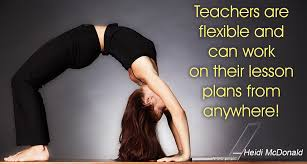 Teachers are
flexible and
can work
on their lesson
plans from
anywhere!
— Heidi McDonald